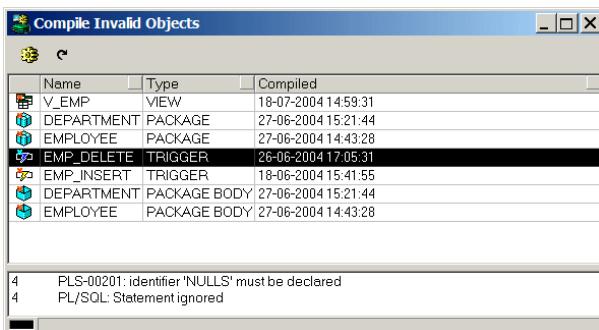 Compile Invalid Objects
Name Type Compiled
V_EMP VIEW 18-07-2004 14:59:31
DEPARTMENT PACKAGE 27-06-2004 15:21:44
EMPLOYEE PACKAGE 27-06-2004 14:43:28
EMP_DELETE TRIGGER 26-06-2004 17:05:31
EMP_INSERT TRIGGER 18-06-2004 15:41:55
DEPARTMENT PACKAGE BODY 27-06-2004 15:21:44
EMPLOYEE PACKAGE BODY 27-06-2004 14:43:28
4 PLS-00201: identifier 'NULLS' must be declared
4 PL/SQL: Statement ignored